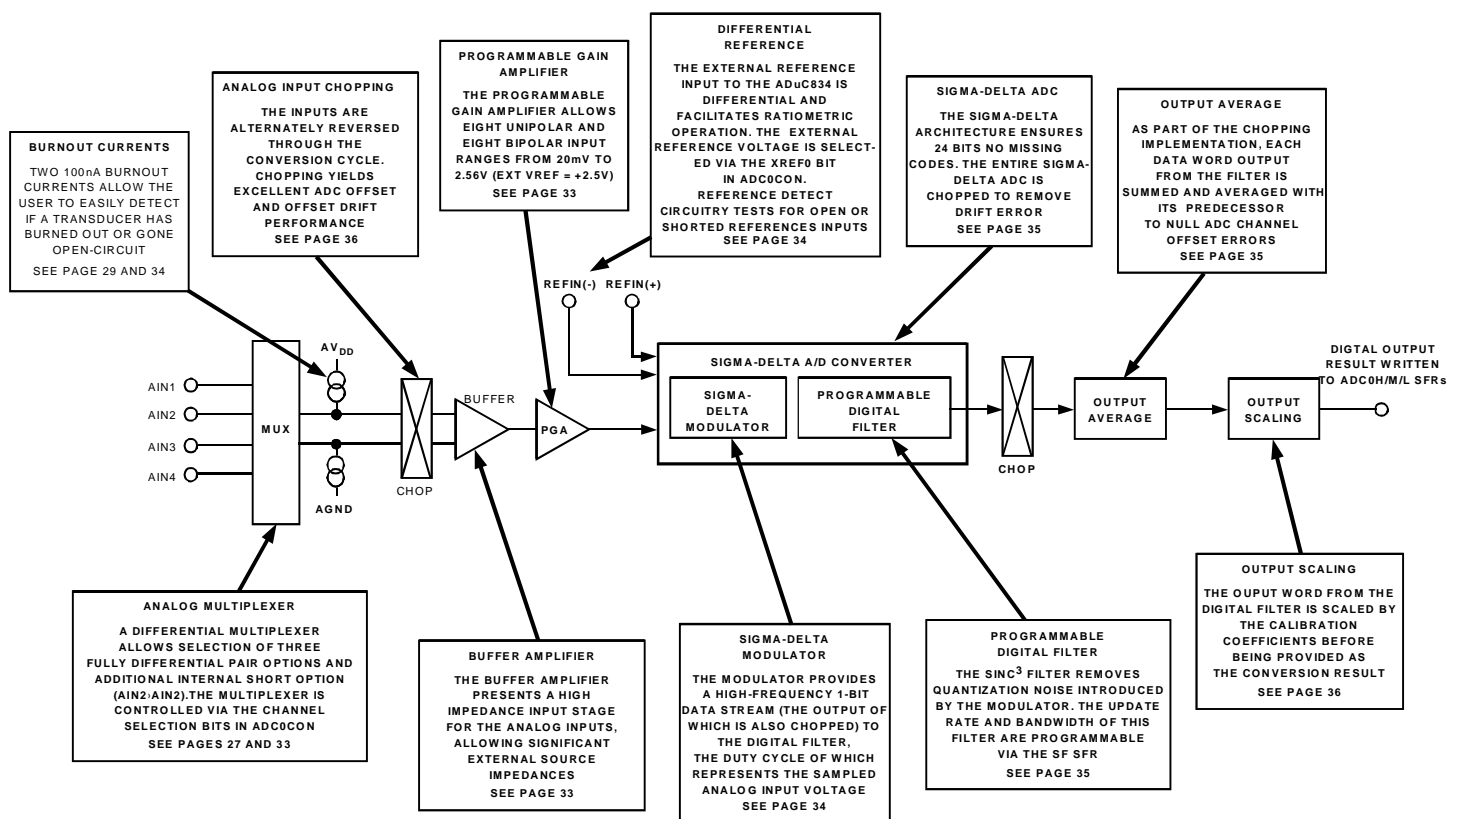 DIFFERENTIAL
REFERENCE
THE EXTERNAL REFERENCE
INPUT TO THE ADuC834 IS
DIFFERENTIAL AND
FACILITATES RATIOMETRIC
OPERATION. THE EXTERNAL
REFERENCE VOLTAGE IS SELECT-
ED VIA THE XREF0 BIT
IN ADC0CON.
REFERENCE DETECT
CIRCUITRY TESTS FOR OPEN OR
SHORTED REFERENCES INPUTS
SEE PAGE 34
PROGRAMMABLE GAIN
AMPLIFIER
THE PROGRAMMABLE
GAIN AMPLIFIER ALLOWS
EIGHT UNIPOLAR AND
EIGHT BIPOLAR INPUT
RANGES FROM 20mV TO
2.56V (EXT VREF = +2.5V)
SEE PAGE 33
ANALOG INPUT CHOPPING
THE INPUTS ARE
ALTERNATELY REVERSED
THROUGH THE
CONVERSION CYCLE.
CHOPPING YIELDS
EXCELLENT ADC OFFSET
AND OFFSET DRIFT
PERFORMANCE
SEE PAGE 36
SIGMA-DELTA ADC
THE SIGMA-DELTA
ARCHITECTURE ENSURES
24 BITS NO MISSING
CODES. THE ENTIRE SIGMA-
DELTA ADC IS
CHOPPED TO REMOVE
DRIFT ERROR
SEE PAGE 35
OUTPUT AVERAGE
AS PART OF THE CHOPPING
IMPLEMENTATION, EACH
DATA WORD OUTPUT
FROM THE FILTER IS
SUMMED AND AVERAGED WITH
ITS PREDECESSOR
TO NULL ADC CHANNEL
OFFSET ERRORS
SEE PAGE 35
BURNOUT CURRENTS
TWO 100nA BURNOUT
CURRENTS ALLOW THE
USER TO EASILY DETECT
IF A TRANSDUCER HAS
BURNED OUT OR GONE
OPEN-CIRCUIT
SEE PAGE 29 AND 34
REFIN(-) REFIN(+)
AVDD
AIN1
AIN2
AIN3
AIN4
MUX
AGND
CHOP
BUFFER
PGA
SIGMA-DELTA A/D CONVERTER
SIGMA-
DELTA
MODULATOR
PROGRAMMABLE
DIGITAL
FILTER
CHOP
OUTPUT
AVERAGE
OUTPUT
SCALING
DIGTAL OUTPUT
RESULT WRITTEN
TO ADC0H/M/L SFRs
ANALOG MULTIPLEXER
A DIFFERENTIAL MULTIPLEXER
ALLOWS SELECTION OF THREE
FULLY DIFFERENTIAL PAIR OPTIONS AND
ADDITIONAL INTERNAL SHORT OPTION
(AIN2›AIN2).THE MULTIPLEXER IS
CONTROLLED VIA THE CHANNEL
SELECTION BITS IN ADC0CON
SEE PAGES 27 AND 33
BUFFER AMPLIFIER
THE BUFFER AMPLIFIER
PRESENTS A HIGH
IMPEDANCE INPUT STAGE
FOR THE ANALOG INPUTS,
ALLOWING SIGNIFICANT
EXTERNAL SOURCE
IMPEDANCES
SEE PAGE 33
SIGMA-DELTA
MODULATOR
THE MODULATOR PROVIDES
A HIGH-FREQUENCY 1-BIT
DATA STREAM (THE OUTPUT OF
WHICH IS ALSO CHOPPED) TO
THE DIGITAL FILTER,
THE DUTY CYCLE OF WHICH
REPRESENTS THE SAMPLED
ANALOG INPUT VOLTAGE
SEE PAGE 34
PROGRAMMABLE
DIGITAL FILTER
THE SINC³ FILTER REMOVES
QUANTIZATION NOISE INTRODUCED
BY THE MODULATOR. THE UPDATE
RATE AND BANDWIDTH OF THIS
FILTER ARE PROGRAMMABLE
VIA THE SF SFR
SEE PAGE 35
OUTPUT SCALING
THE OUPUT WORD FROM THE
DIGITAL FILTER IS SCALED BY
THE CALIBRATION
COEFFICIENTS BEFORE
BEING PROVIDED AS
THE CONVERSION RESULT
SEE PAGE 36